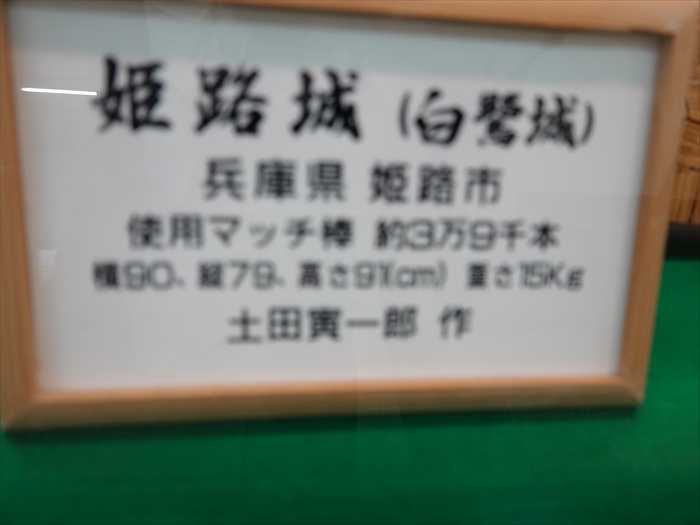 姫路城（白鷺城）
兵庫県 姫路市
使用マッチ棒 約3万9千本
横90、縦79、高さ91(cm) 重さ15Kg
土田寅一郎 作